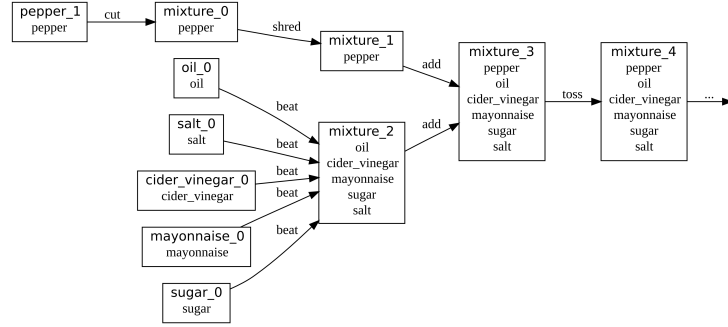 pepper_1
pepper
cut
mixture_0
pepper
shred
mixture_1
pepper
add
oil_0
oil
beat
salt_0
salt
beat
cider_vinegar_0
cider_vinegar
beat
mayonnaise_0
mayonnaise
beat
sugar_0
sugar
beat
mixture_2
oil
cider_vinegar
mayonnaise
sugar
salt
add
mixture_3
pepper
oil
cider_vinegar
mayonnaise
sugar
salt
toss
mixture_4
pepper
oil
cider_vinegar
mayonnaise
sugar
salt
...